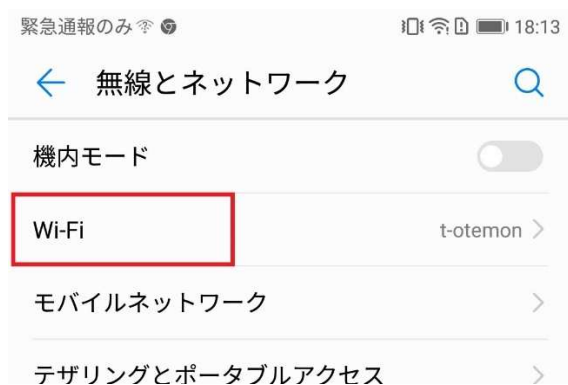 緊急通報のみ 18:13
無線とネットワーク
機内モード
Wi-Fi t-otemon
モバイルネットワーク
テザリングとポータブルアクセス